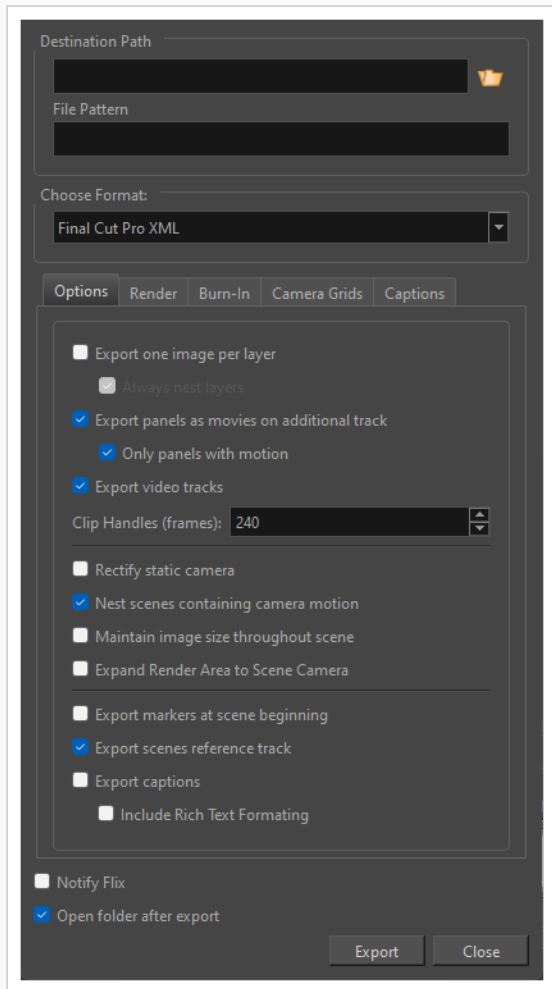 Destination Path
File Pattern
Choose Format:
Final Cut Pro XML
Options Render Burn-In Camera Grids Captions
Export one image per layer
Always nest layers
Export panels as movies on additional track
Only panels with motion
Export video tracks
Clip Handles (frames): 240
Rectify static camera
Nest scenes containing camera motion
Maintain image size throughout scene
Expand Render Area to Scene Camera
Export markers at scene beginning
Export scenes reference track
Export captions
Include Rich Text Formating
Notify Flix
Open folder after export
Export Close